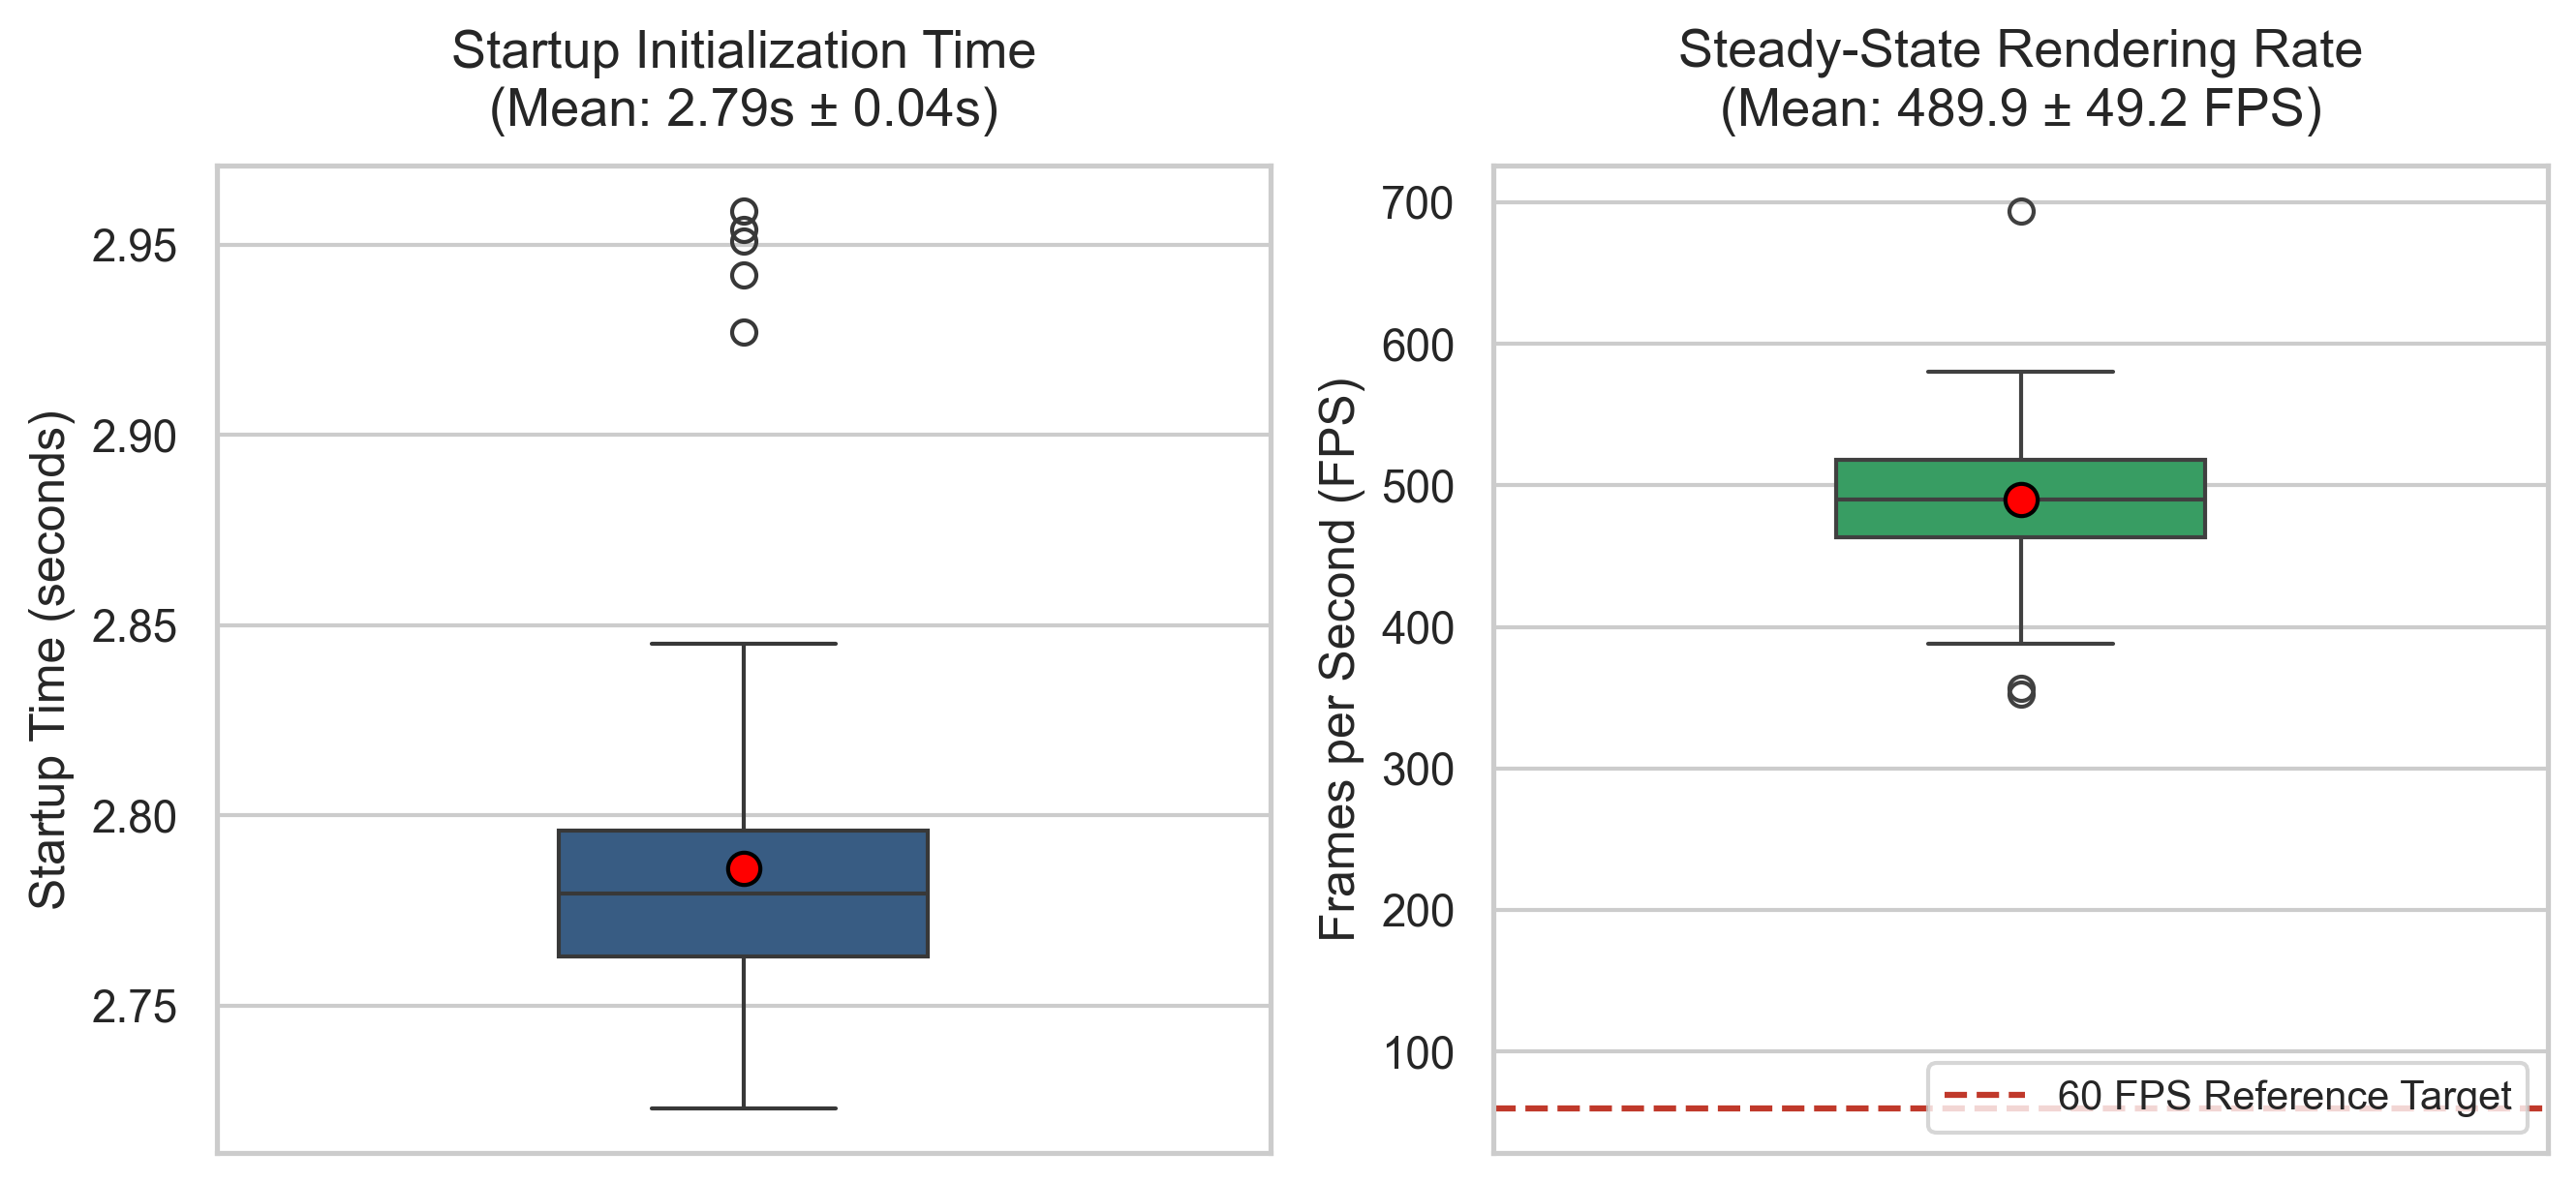 Startup Initialization Time
(Mean: 2.79s ± 0.04s)
Startup Time (seconds)
2.95
2.90
2.85
2.80
2.75
Steady-State Rendering Rate
(Mean: 489.9 ± 49.2 FPS)
Frames per Second (FPS)
700
600
500
400
300
200
100
60 FPS Reference Target